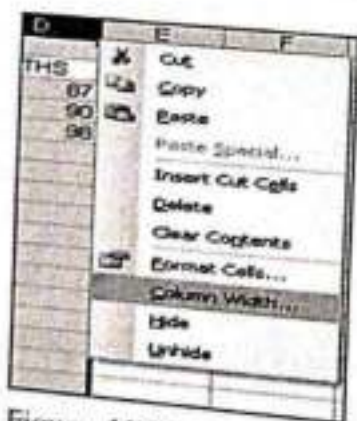 D E F
THS
87
90
98
Cut
Copy
Paste
Paste Special...
Insert Cut Cells
Delete
Clear Contents
Format Cells...
Column Width...
Hide
Unhide